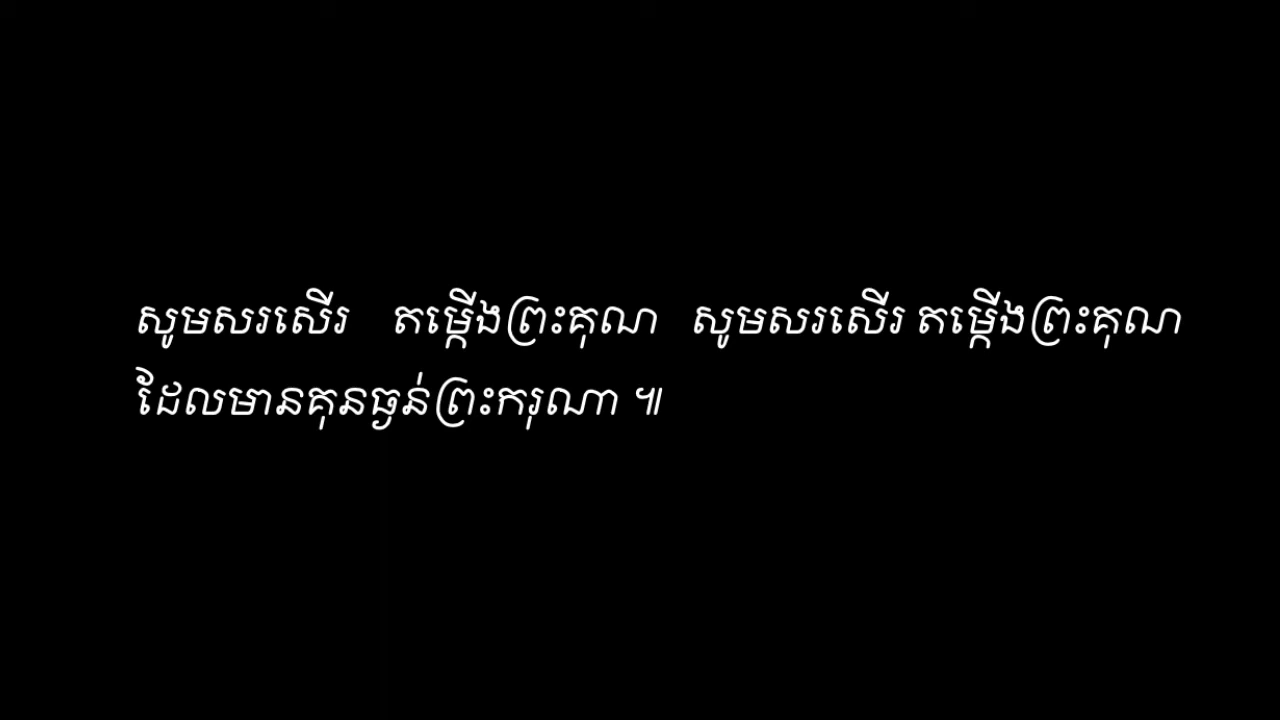 សូមសរសើរ តម្កើងព្រះគុណ សូមសរសើរ តម្កើងព្រះគុណ
ដែលមានគុនធ្ងន់ព្រះករុណា ៕